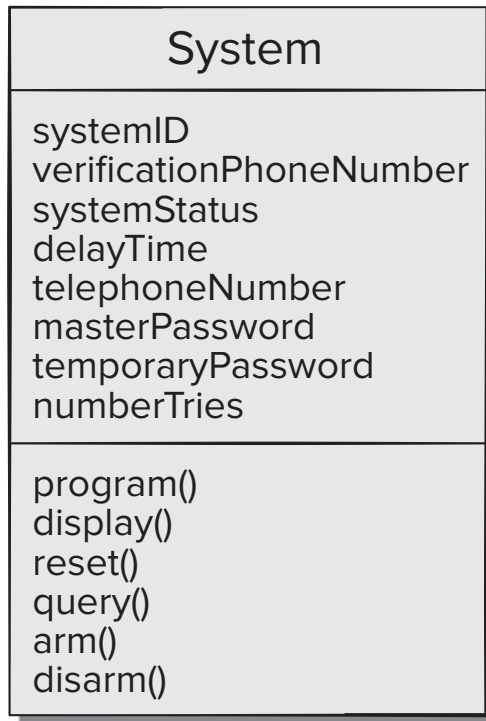 System
systemID
verificationPhoneNumber
systemStatus
delayTime
telephoneNumber
masterPassword
temporaryPassword
numberTries
program()
display()
reset()
query()
arm()
disarm()